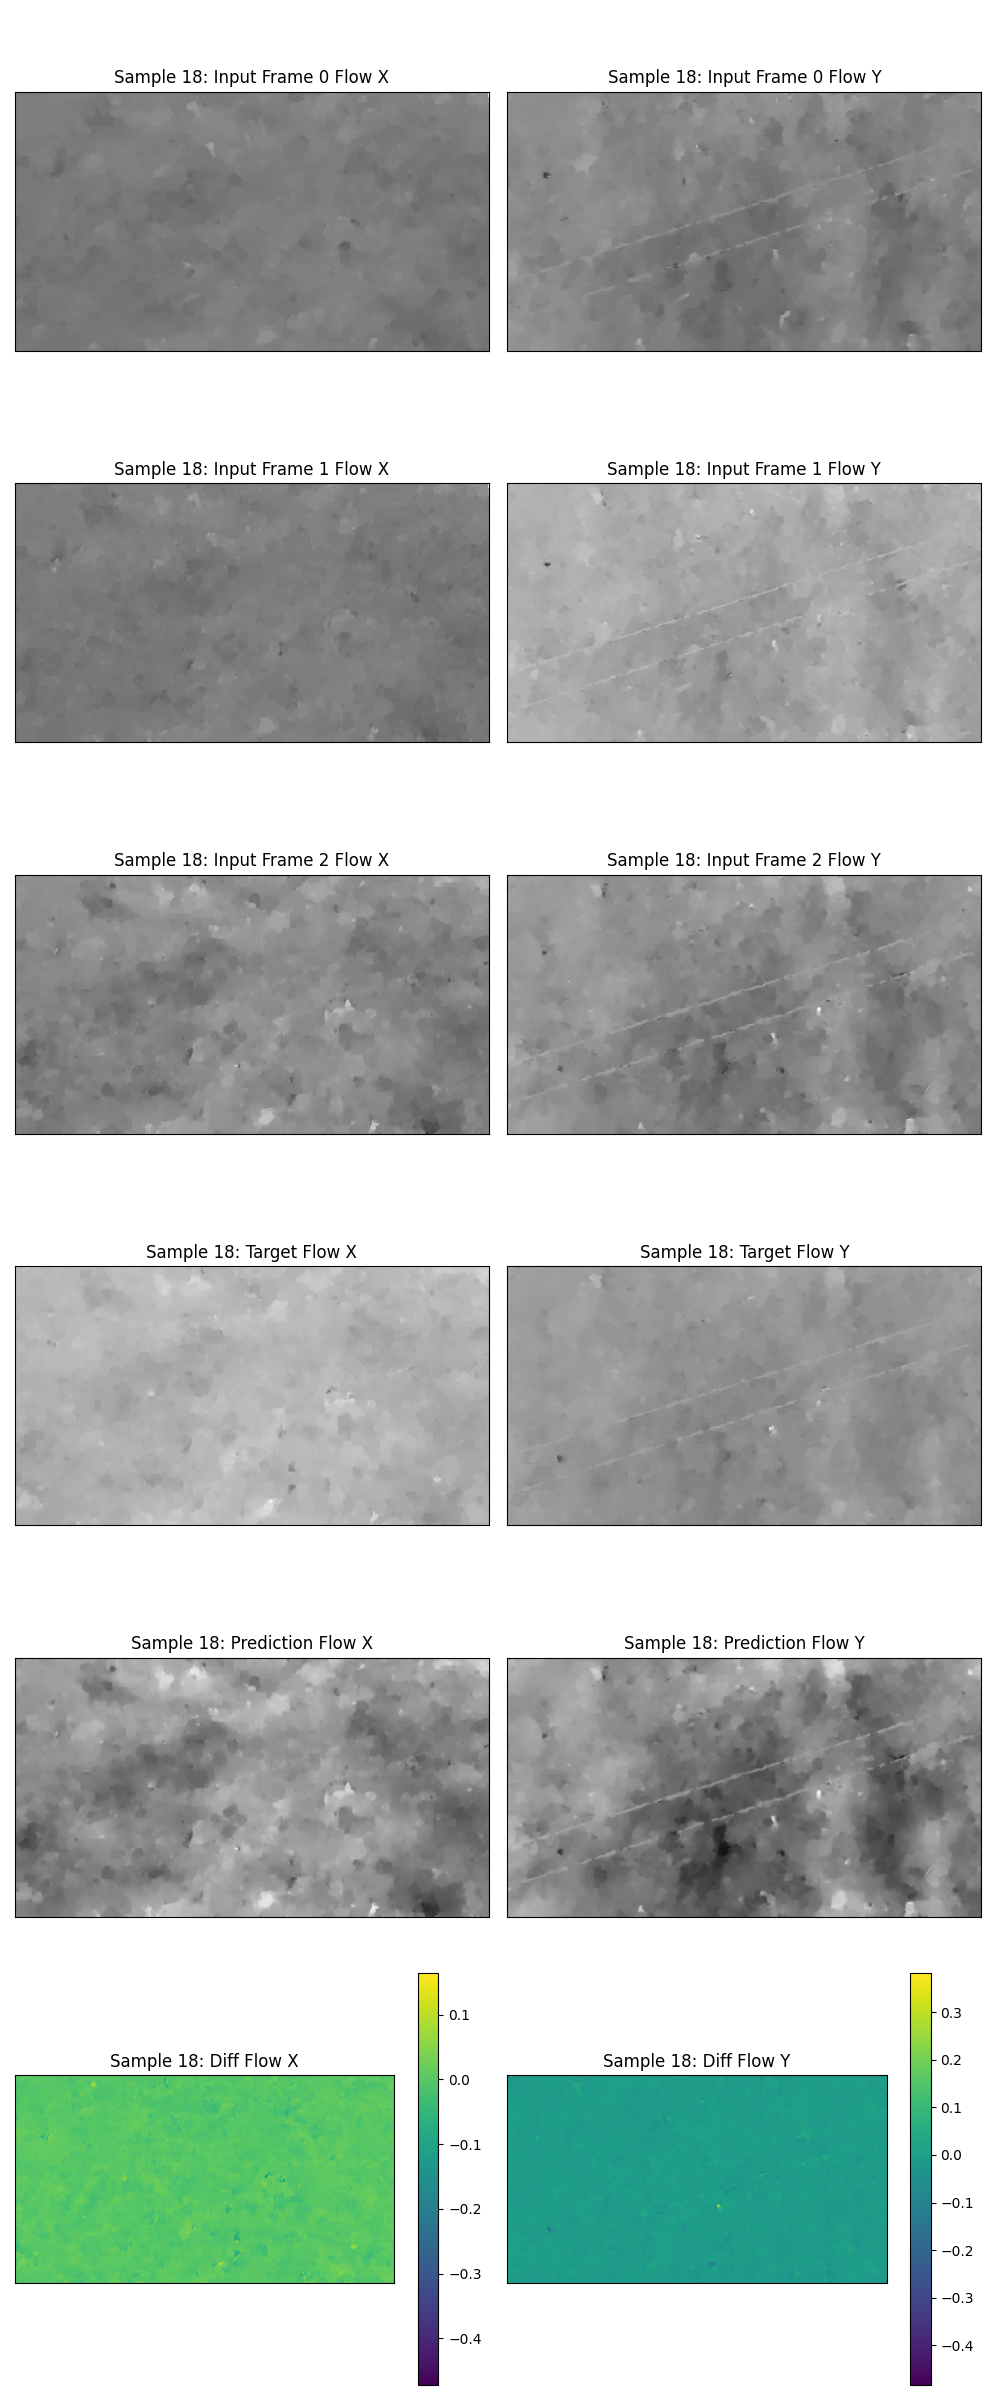 Sample 18: Input Frame 0 Flow X
Sample 18: Input Frame 0 Flow Y
Sample 18: Input Frame 1 Flow X
Sample 18: Input Frame 1 Flow Y
Sample 18: Input Frame 2 Flow X
Sample 18: Input Frame 2 Flow Y
Sample 18: Target Flow X
Sample 18: Target Flow Y
Sample 18: Prediction Flow X
Sample 18: Prediction Flow Y
Sample 18: Diff Flow X
0.1
0.0
−0.1
−0.2
−0.3
−0.4
Sample 18: Diff Flow Y
0.3
0.2
0.1
0.0
−0.1
−0.2
−0.3
−0.4